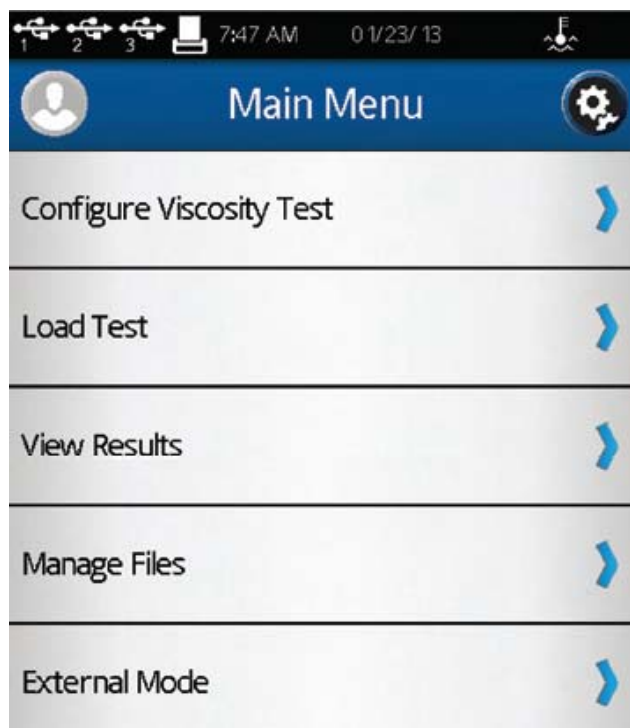 1 2 3 7:47 AM 01/23/13
Main Menu
Configure Viscosity Test
Load Test
View Results
Manage Files
External Mode